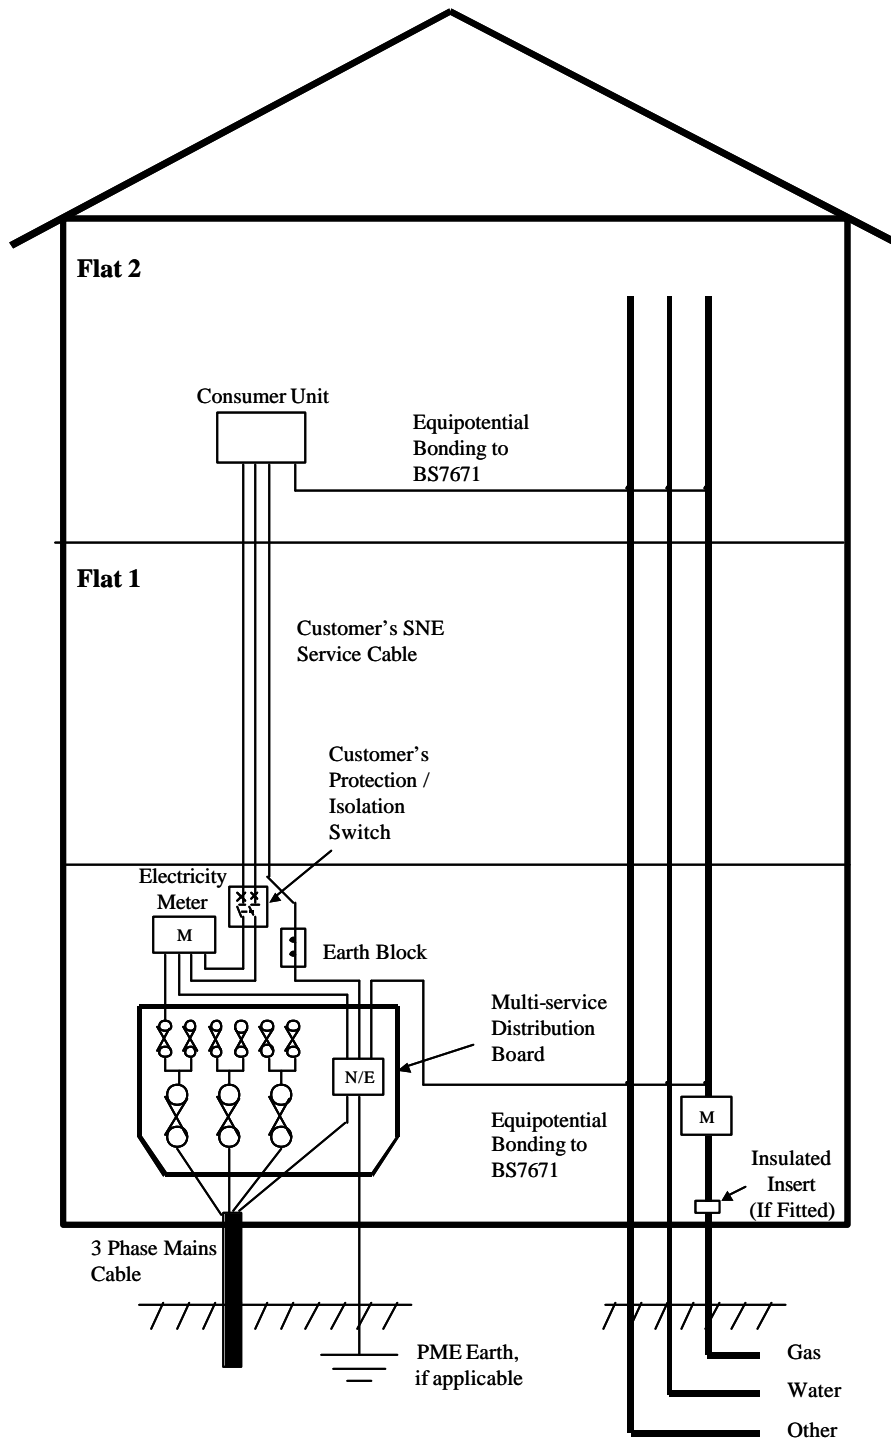 Flat 2
Consumer Unit
Equipotential
Bonding to
BS7671
Flat 1
Customer's SNE
Service Cable
Customer's
Protection /
Isolation
Switch
Electricity
Meter
M
Earth Block
Multi-service
Distribution
Board
N/E
M
Equipotential
Bonding to
BS7671
Insulated
Insert
(If Fitted)
3 Phase Mains
Cable
PME Earth,
if applicable
Gas
Water
Other